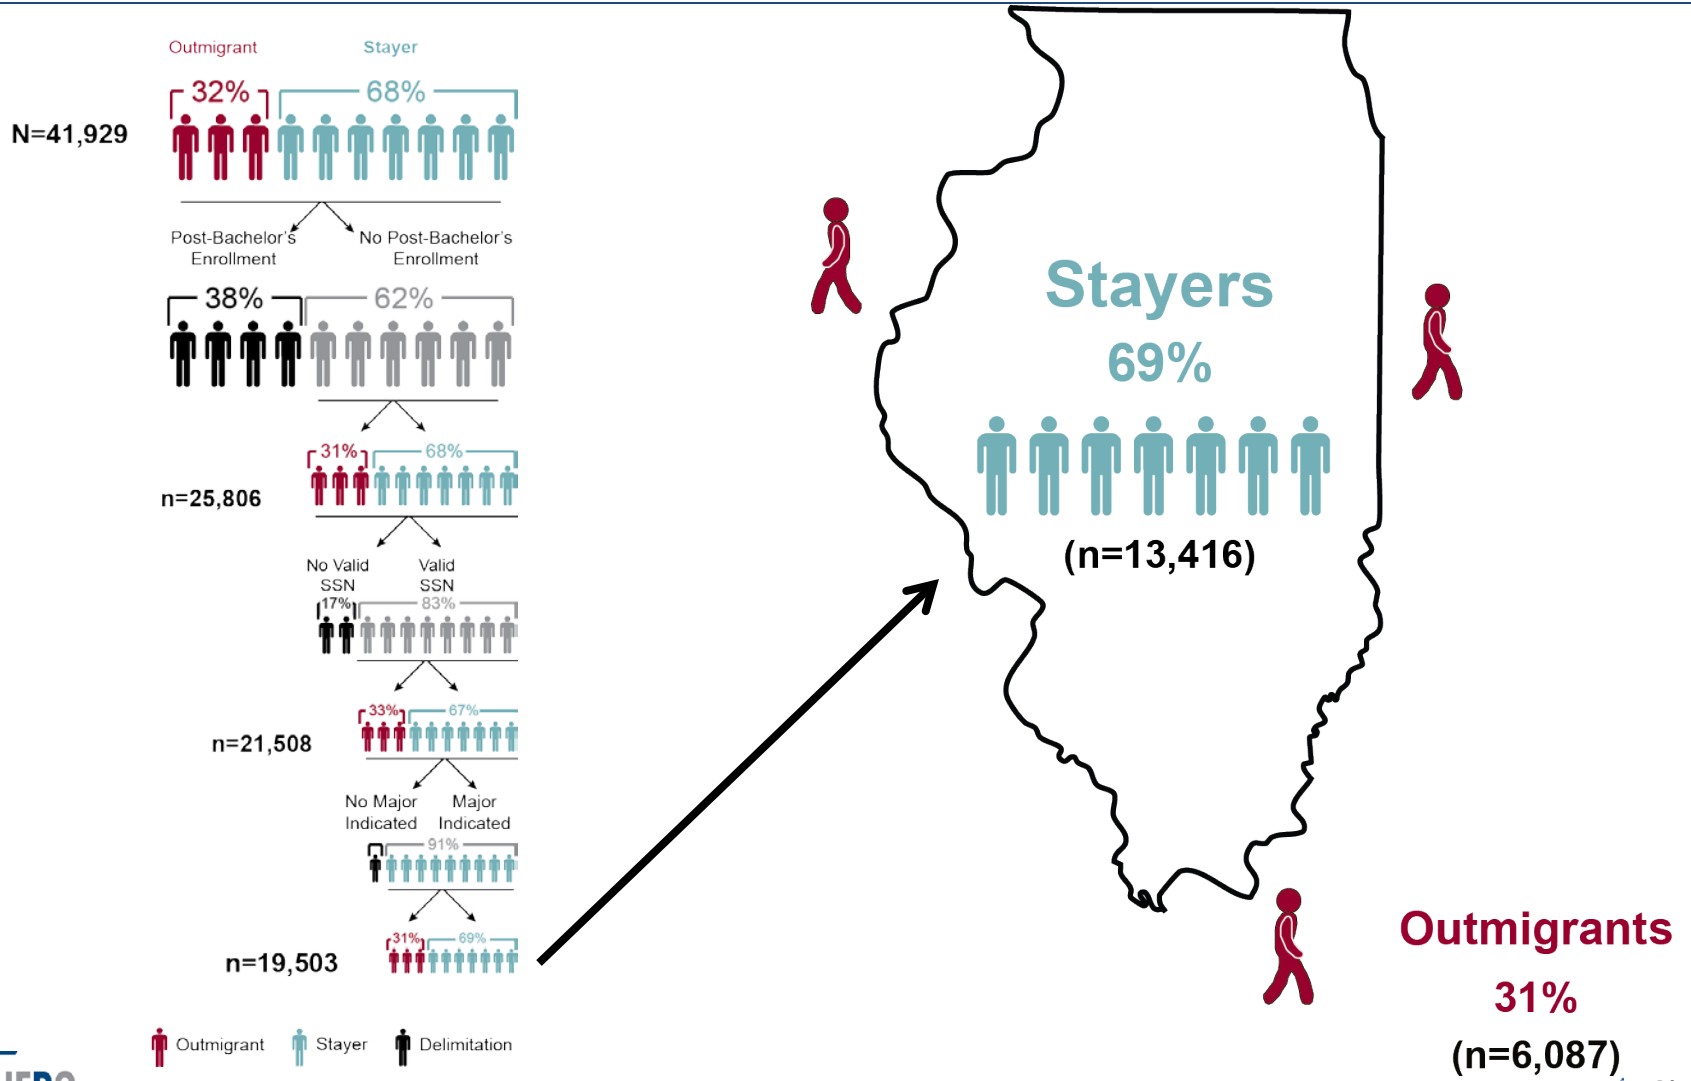 Outmigrant Stayer
32% 68%
N=41,929
Post-Bachelor's No Post-Bachelor's
Enrollment Enrollment
38% 62%
31% 68%
n=25,806
No Valid Valid
SSN SSN
17% 83%
33% 67%
n=21,508
No Major Major
Indicated Indicated
91%
31% 69%
n=19,503
Outmigrant Stayer Delimitation
Stayers
69%
(n=13,416)
Outmigrants
31%
(n=6,087)